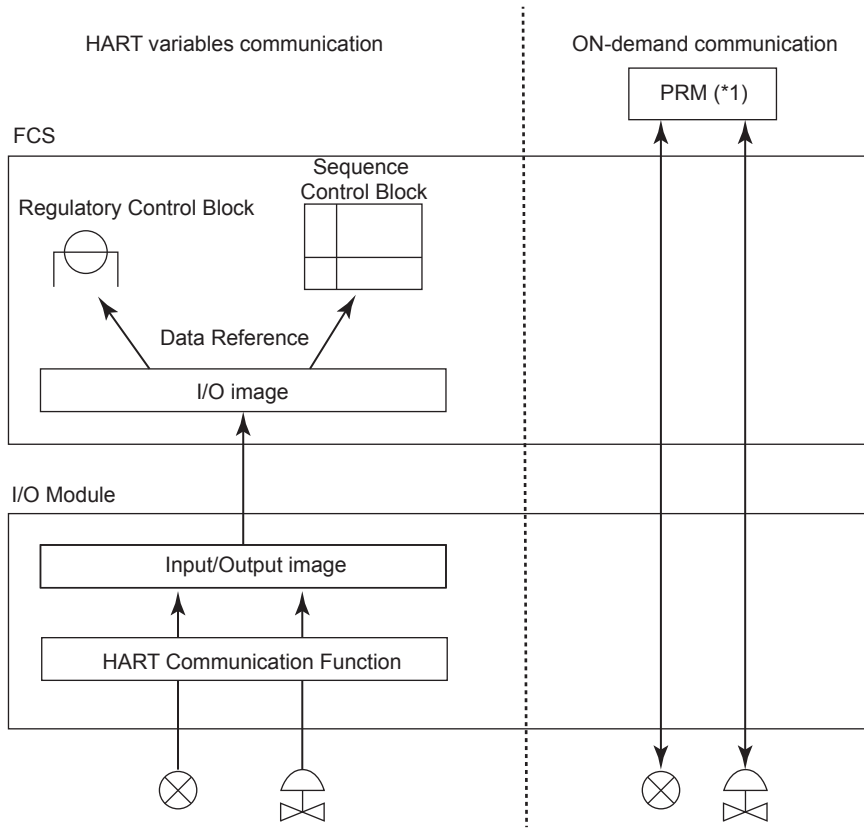 HART variables communication
ON-demand communication
PRM (*1)
FCS
Sequence
Control Block
Regulatory Control Block
Data Reference
I/O image
I/O Module
Input/Output image
HART Communication Function